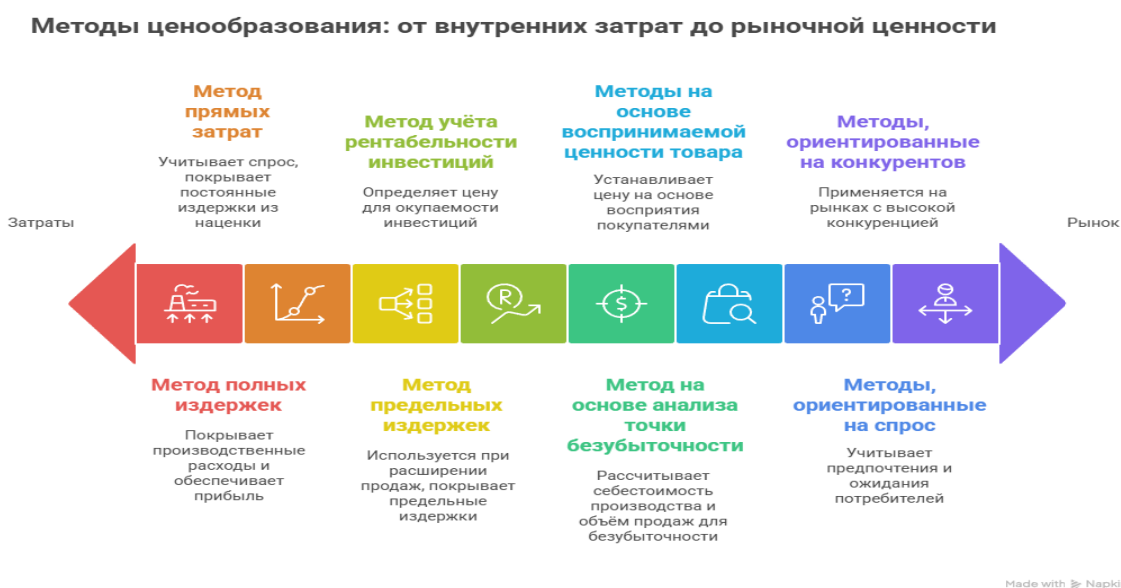 Методы ценообразования: от внутренних затрат до рыночной ценности
Метод
прямых
затрат
Учитывает спрос,
покрывает
постоянные
издержки из
наценки
Метод учёта
рентабельности
инвестиций
Определяет цену
для окупаемости
инвестиций
Методы на
основе
воспринимаемой
ценности товара
Устанавливает
цену на основе
восприятия
покупателями
Методы,
ориентированные
на конкурентов
Применяется на
рынках с высокой
конкуренцией
Затраты
Рынок
R
$
?
Метод полных
издержек
Покрывает
производственные
расходы и
обеспечивает
прибыль
Метод
предельных
издержек
Используется при
расширении
продаж, покрывает
предельные
издержки
Метод на
основе анализа
точки
безубыточности
Рассчитывает
себестоимость
производства и
объём продаж для
безубыточности
Методы,
ориентированные
на спрос
Учитывает
предпочтения и
ожидания
потребителей
Made with Napki